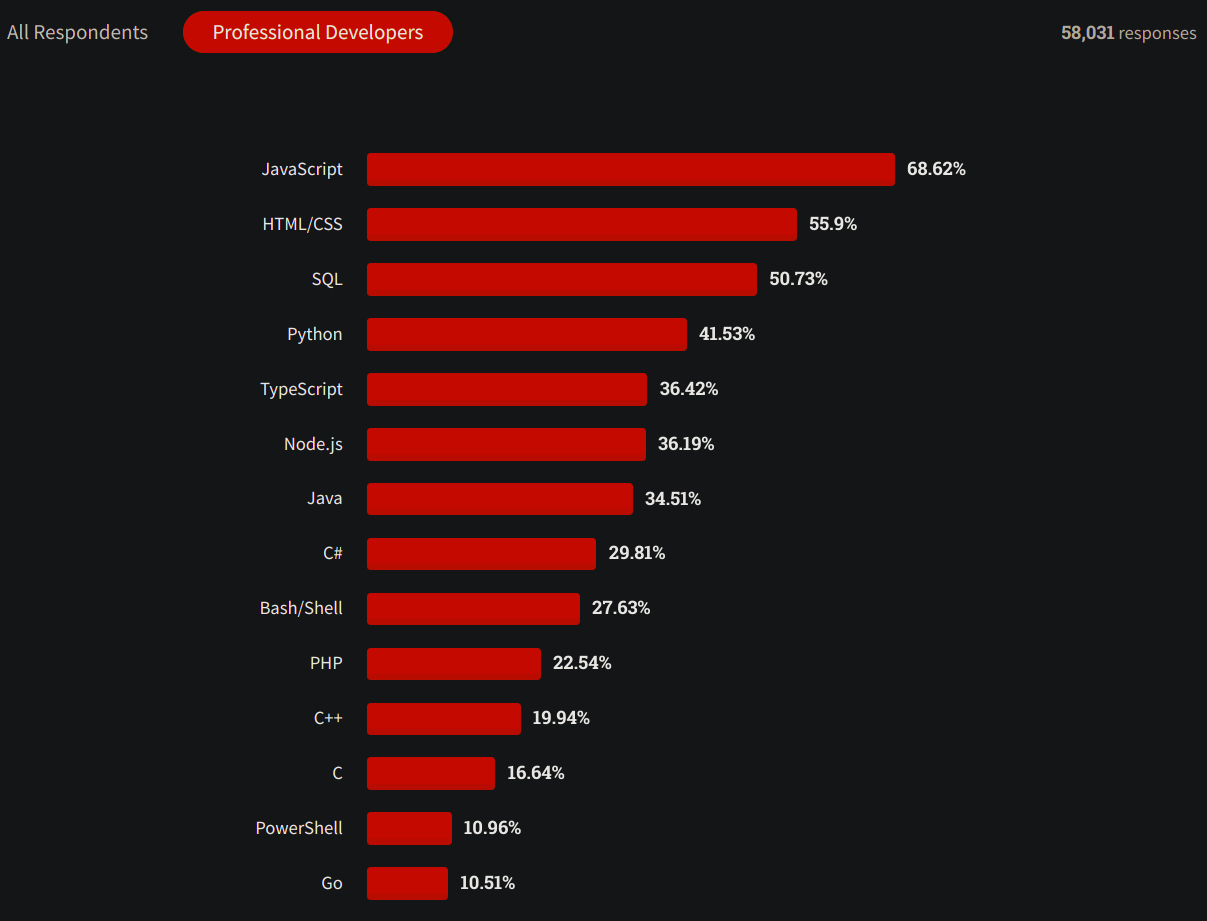 All Respondents Professional Developers 58,031 responses
JavaScript 68.62%
HTML/CSS 55.9%
SQL 50.73%
Python 41.53%
TypeScript 36.42%
Node.js 36.19%
Java 34.51%
C# 29.81%
Bash/Shell 27.63%
PHP 22.54%
C++ 19.94%
C 16.64%
PowerShell 10.96%
Go 10.51%